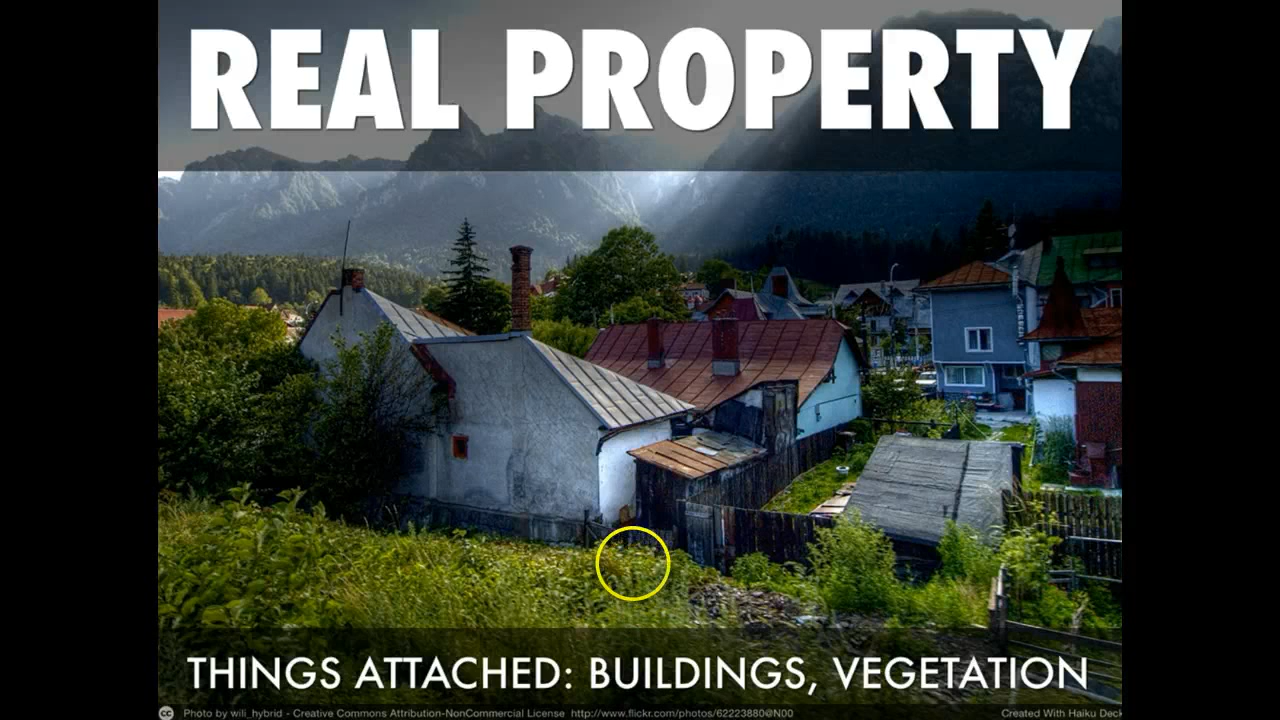 REAL PROPERTY
THINGS ATTACHED: BUILDINGS, VEGETATION
cc Photo by wili_hybrid - Creative Commons Attribution-NonCommercial License http://www.flickr.com/photos/62223880@N00
Created With Haiku Deck